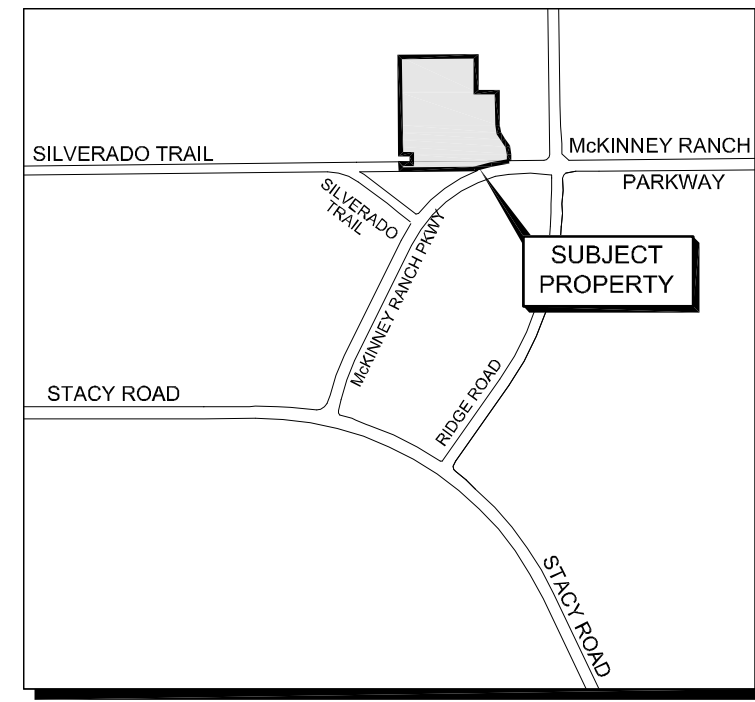 SILVERADO TRAIL
McKINNEY RANCH
PARKWAY
SILVERADO
TRAIL
McKINNEY RANCH PKWY
SUBJECT
PROPERTY
STACY ROAD
RIDGE ROAD
STACY ROAD